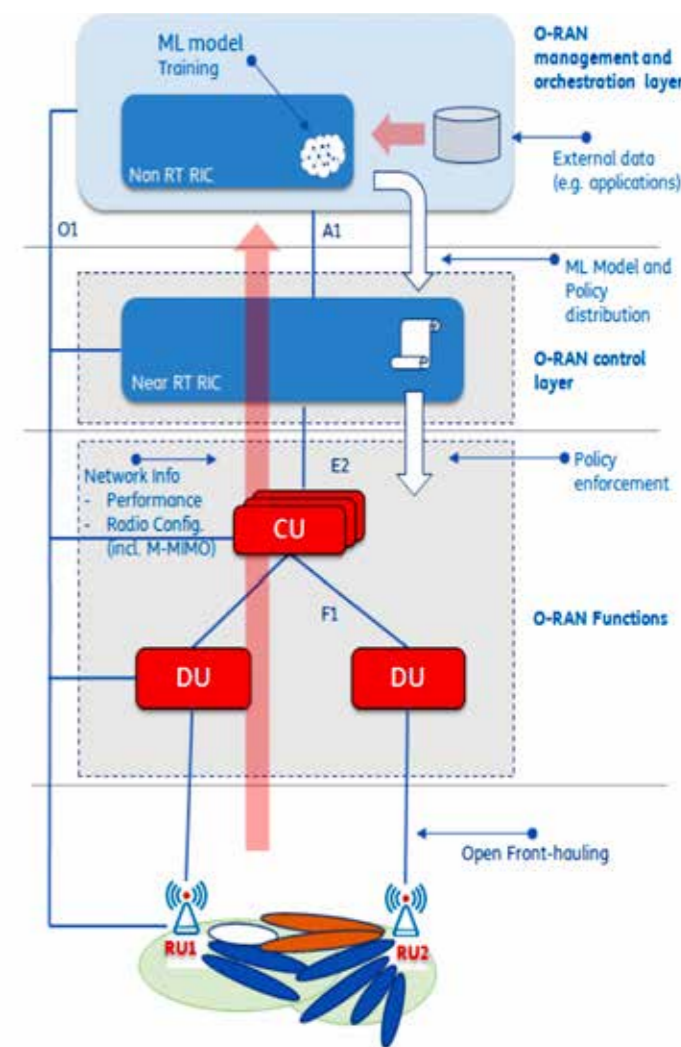 ML model
Training
O-RAN
management and
orchestration layer
Non RT RIC
External data
(e.g. applications)
O1
A1
ML Model and
Policy
distribution
Near RT RIC
O-RAN control
layer
Network Info
- Performance
- Radio Config.
(incl. M-MIMO)
E2
Policy
enforcement
CU
F1
O-RAN Functions
DU
DU
Open Front-hauling
RU1
RU2